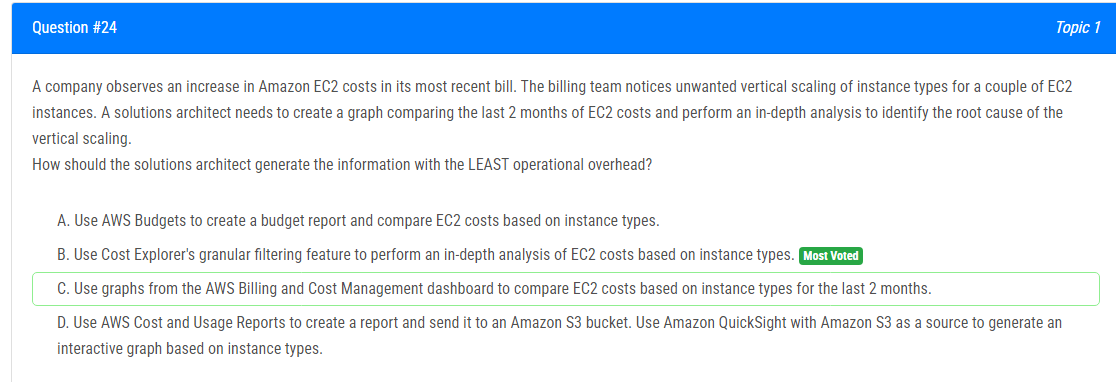 Question #24
Topic 1
A company observes an increase in Amazon EC2 costs in its most recent bill. The billing team notices unwanted vertical scaling of instance types for a couple of EC2
instances. A solutions architect needs to create a graph comparing the last 2 months of EC2 costs and perform an in-depth analysis to identify the root cause of the
vertical scaling.
How should the solutions architect generate the information with the LEAST operational overhead?
A. Use AWS Budgets to create a budget report and compare EC2 costs based on instance types.
B. Use Cost Explorer's granular filtering feature to perform an in-depth analysis of EC2 costs based on instance types. Most Voted
C. Use graphs from the AWS Billing and Cost Management dashboard to compare EC2 costs based on instance types for the last 2 months.
D. Use AWS Cost and Usage Reports to create a report and send it to an Amazon S3 bucket. Use Amazon QuickSight with Amazon S3 as a source to generate an
interactive graph based on instance types.